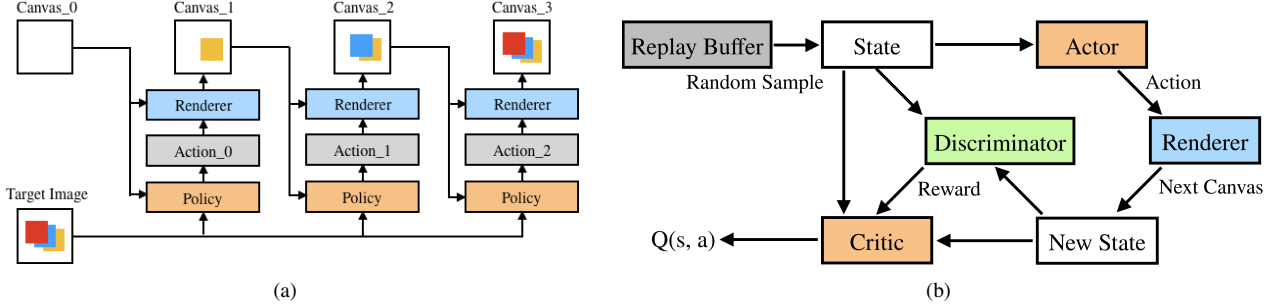 Canvas_0
Canvas_1
Canvas_2
Canvas_3
Renderer
Renderer
Renderer
Action_0
Action_1
Action_2
Target Image
Policy
Policy
Policy
(a)
Replay Buffer
State
Actor
Random Sample
Action
Discriminator
Renderer
Reward
Next Canvas
Q(s, a)
Critic
New State
(b)